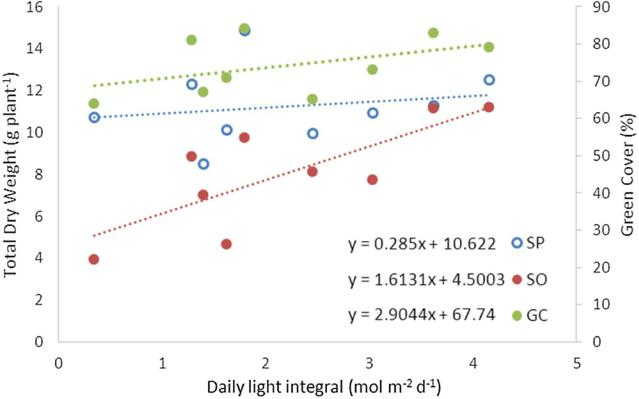 16
14
12
10
8
6
4
2
0
Total Dry Weight (g plant-1)
90
80
70
60
50
40
30
20
10
0
Green Cover (%)
y = 0.285x + 10.622 SP
y = 1.6131x + 4.5003 SO
y = 2.9044x + 67.74 GC
0 1 2 3 4 5
Daily light integral (mol m-2 d-1)